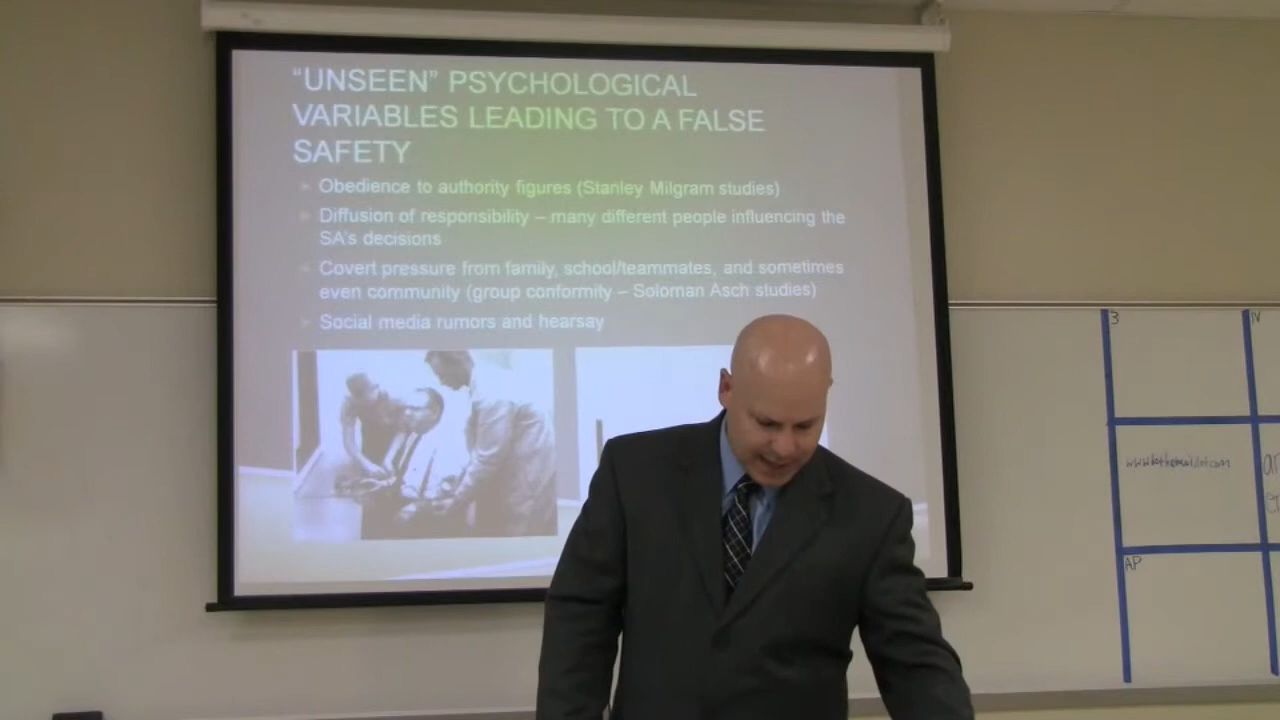 “UNSEEN” PSYCHOLOGICAL
VARIABLES LEADING TO A FALSE
SAFETY
Obedience to authority figures (Stanley Milgram studies)
Diffusion of responsibility – many different people influencing the
SA's decisions
Covert pressure from family, school/teammates, and sometimes
even community (group conformity – Soloman Asch studies)
Social media rumors and hearsay
3
IV
AP